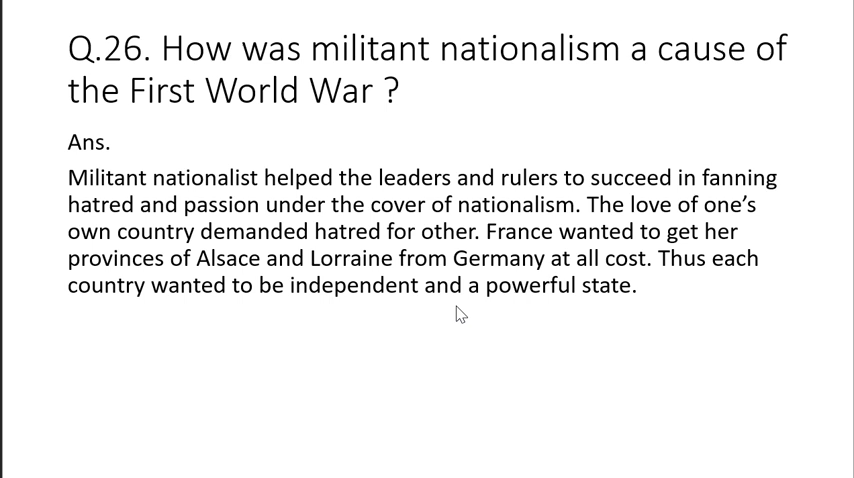 Q.26. How was militant nationalism a cause of
the First World War ?
Ans.
Militant nationalist helped the leaders and rulers to succeed in fanning
hatred and passion under the cover of nationalism. The love of one’s
own country demanded hatred for other. France wanted to get her
provinces of Alsace and Lorraine from Germany at all cost. Thus each
country wanted to be independent and a powerful state.